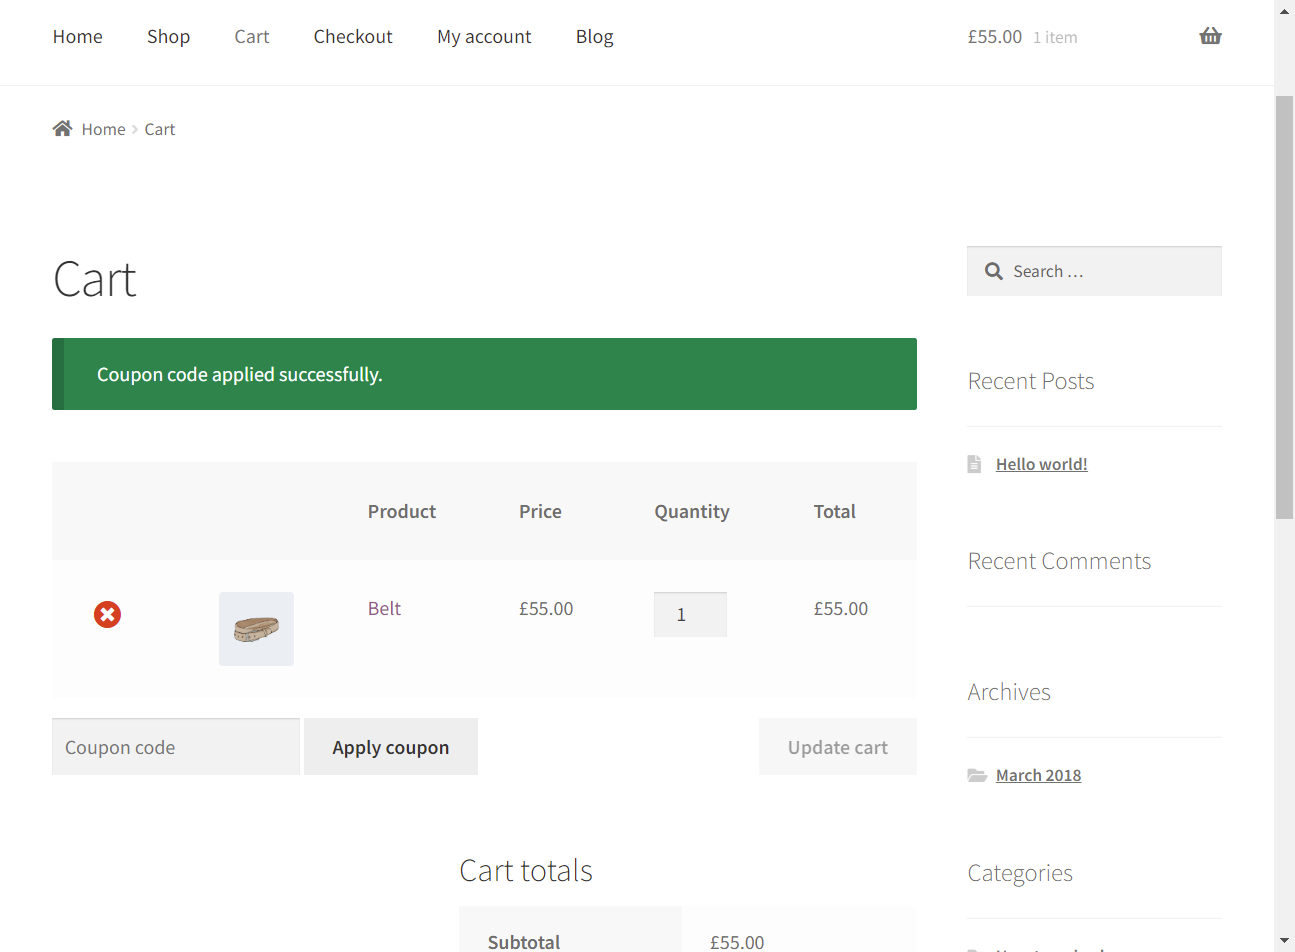 Home Shop Cart Checkout My account Blog £55.00 1 item
Home Cart
Cart
Search …
Coupon code applied successfully.
Recent Posts
Hello world!
Product Price Quantity Total
Belt £55.00 1 £55.00
Recent Comments
Coupon code Apply coupon Update cart
Archives
March 2018
Cart totals
Categories
Subtotal £55.00